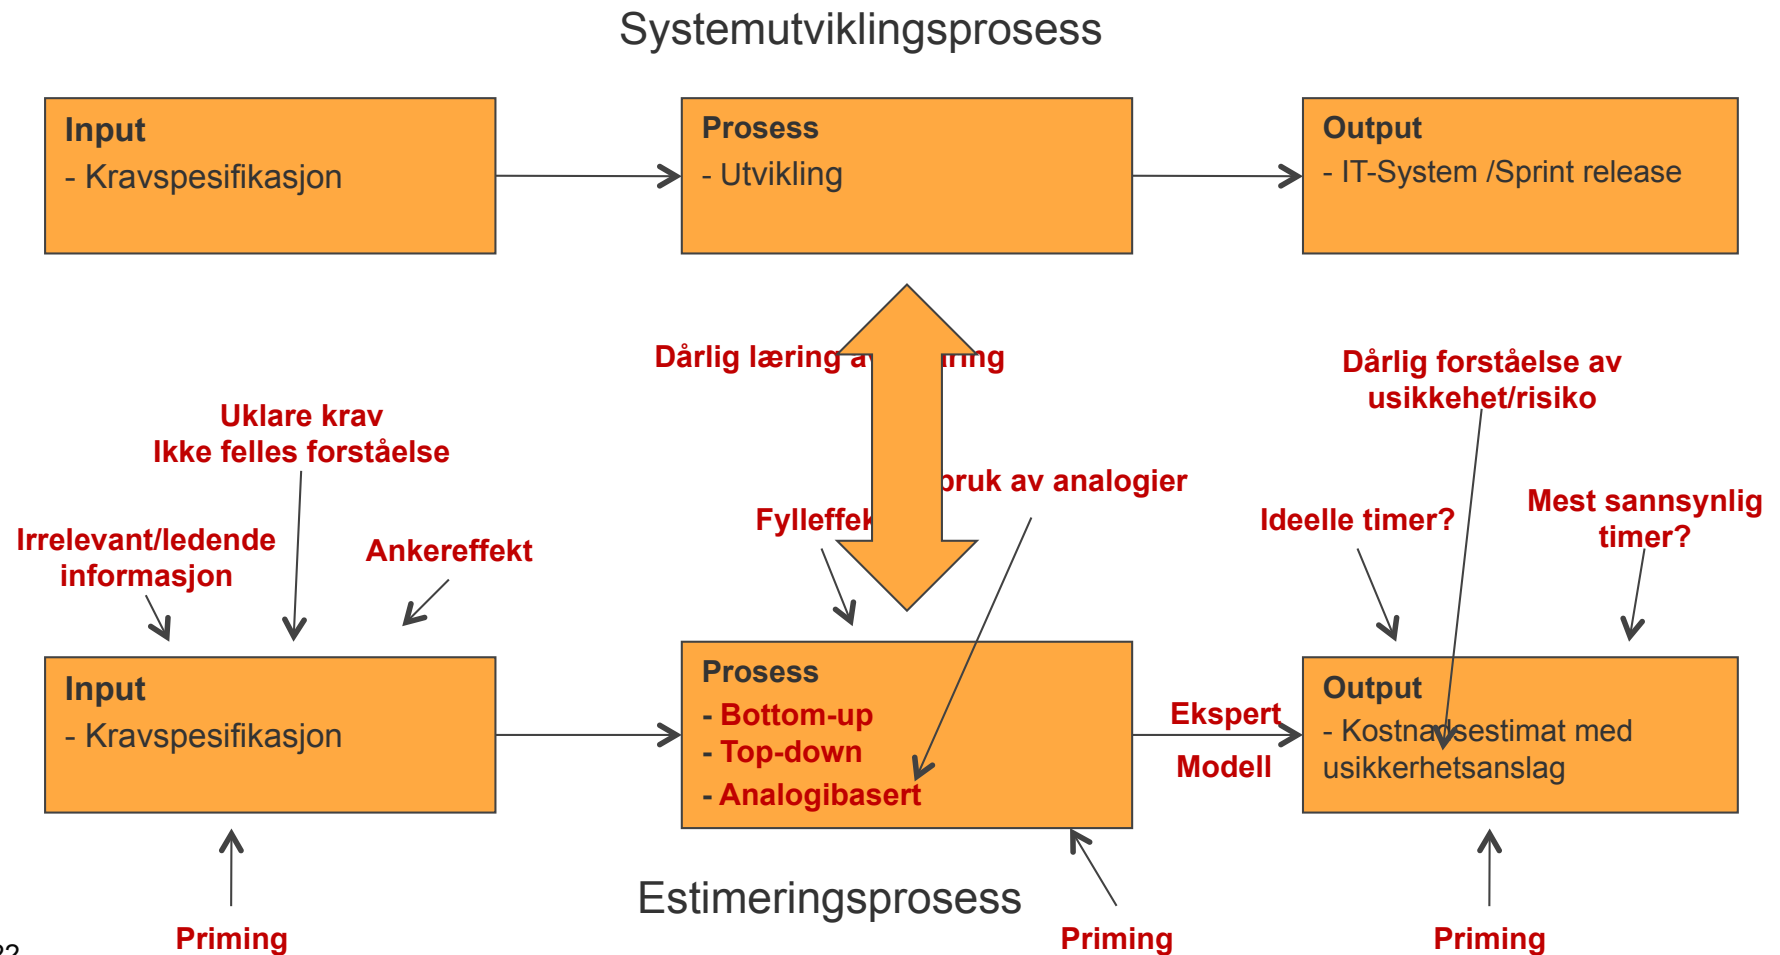 Systemutviklingsprosess
Input
- Kravspesifikasjon
Prosess
- Utvikling
Output
- IT-System /Sprint release
Dårlig læring av
Dårlig forståelse av
usikkehet/risiko
Uklare krav
Ikke felles forståelse
bruk av analogier
Mest sannsynlig
timer?
Irrelevant/ledende
informasjon
Ankereffekt
Ideelle timer?
Input
- Kravspesifikasjon
Prosess
- Bottom-up
- Top-down
- Analogibasert
Ekspert
Modell
Output
- Kostnadsestimat med
usikkerhetsanslag
Estimeringsprosess
Priming
Priming
Priming